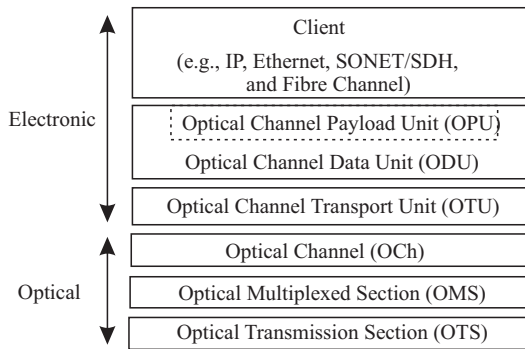 Client
(e.g., IP, Ethernet, SONET/SDH,
and Fibre Channel)
Electronic
Optical Channel Payload Unit (OPU)
Optical Channel Data Unit (ODU)
Optical Channel Transport Unit (OTU)
Optical Channel (OCh)
Optical
Optical Multiplexed Section (OMS)
Optical Transmission Section (OTS)